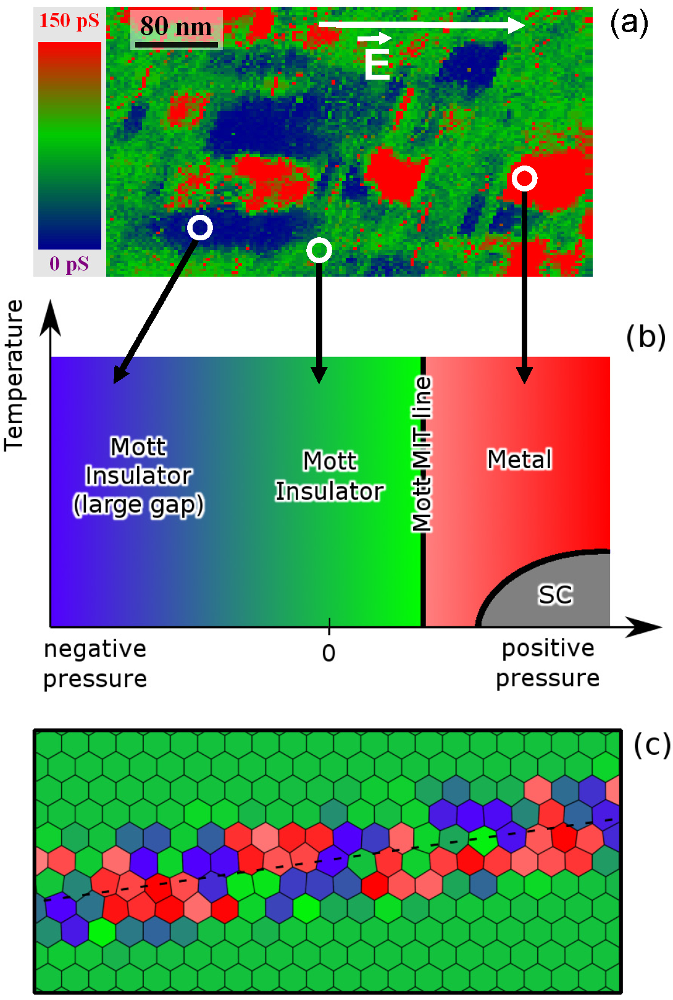 150 pS
80 nm
E
(a)
0 pS
Temperature
(b)
Mott
Insulator
(large gap)
Mott
Insulator
Mott MIT line
Metal
SC
negative
pressure
0
positive
pressure
(c)